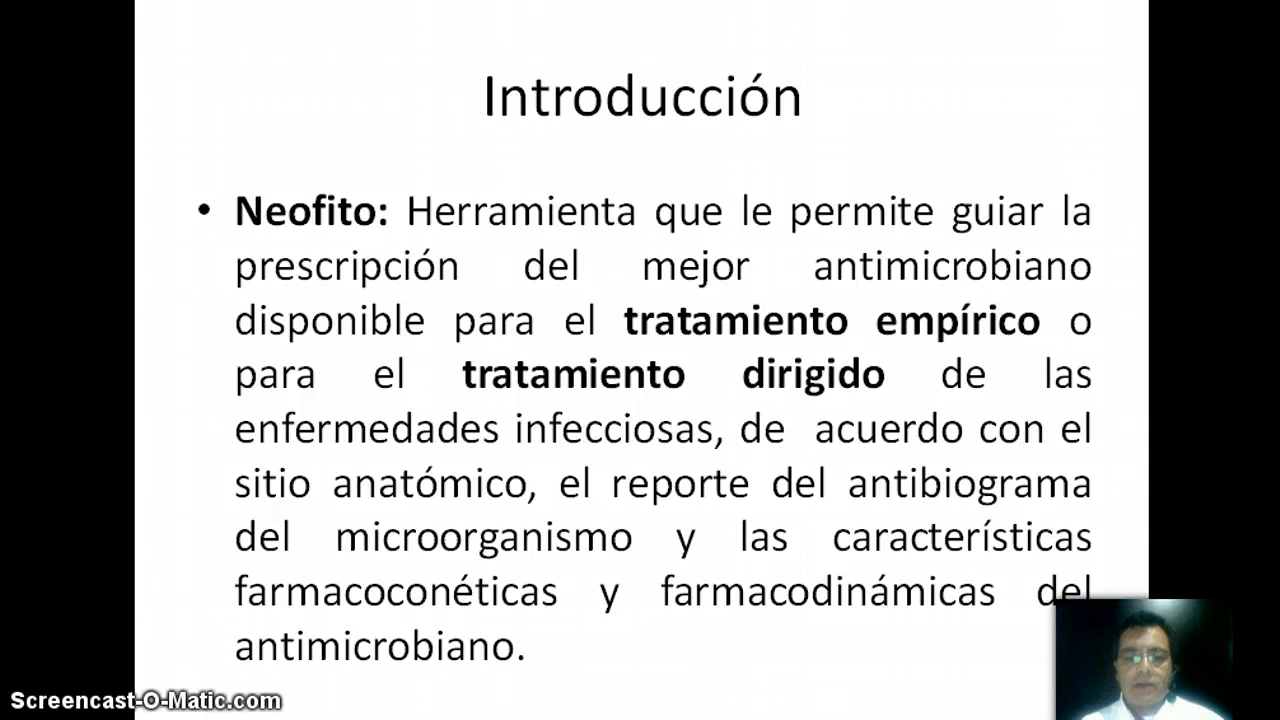 Introducción
• Neofito: Herramienta que le permite guiar la
prescripción del mejor antimicrobiano
disponible para el tratamiento empírico o
para el tratamiento dirigido de las
enfermedades infecciosas, de acuerdo con el
sitio anatómico, el reporte del antibiograma
del microorganismo y las características
farmacoconéticas y farmacodinámicas del
antimicrobiano.
Screencast-O-Matic.com